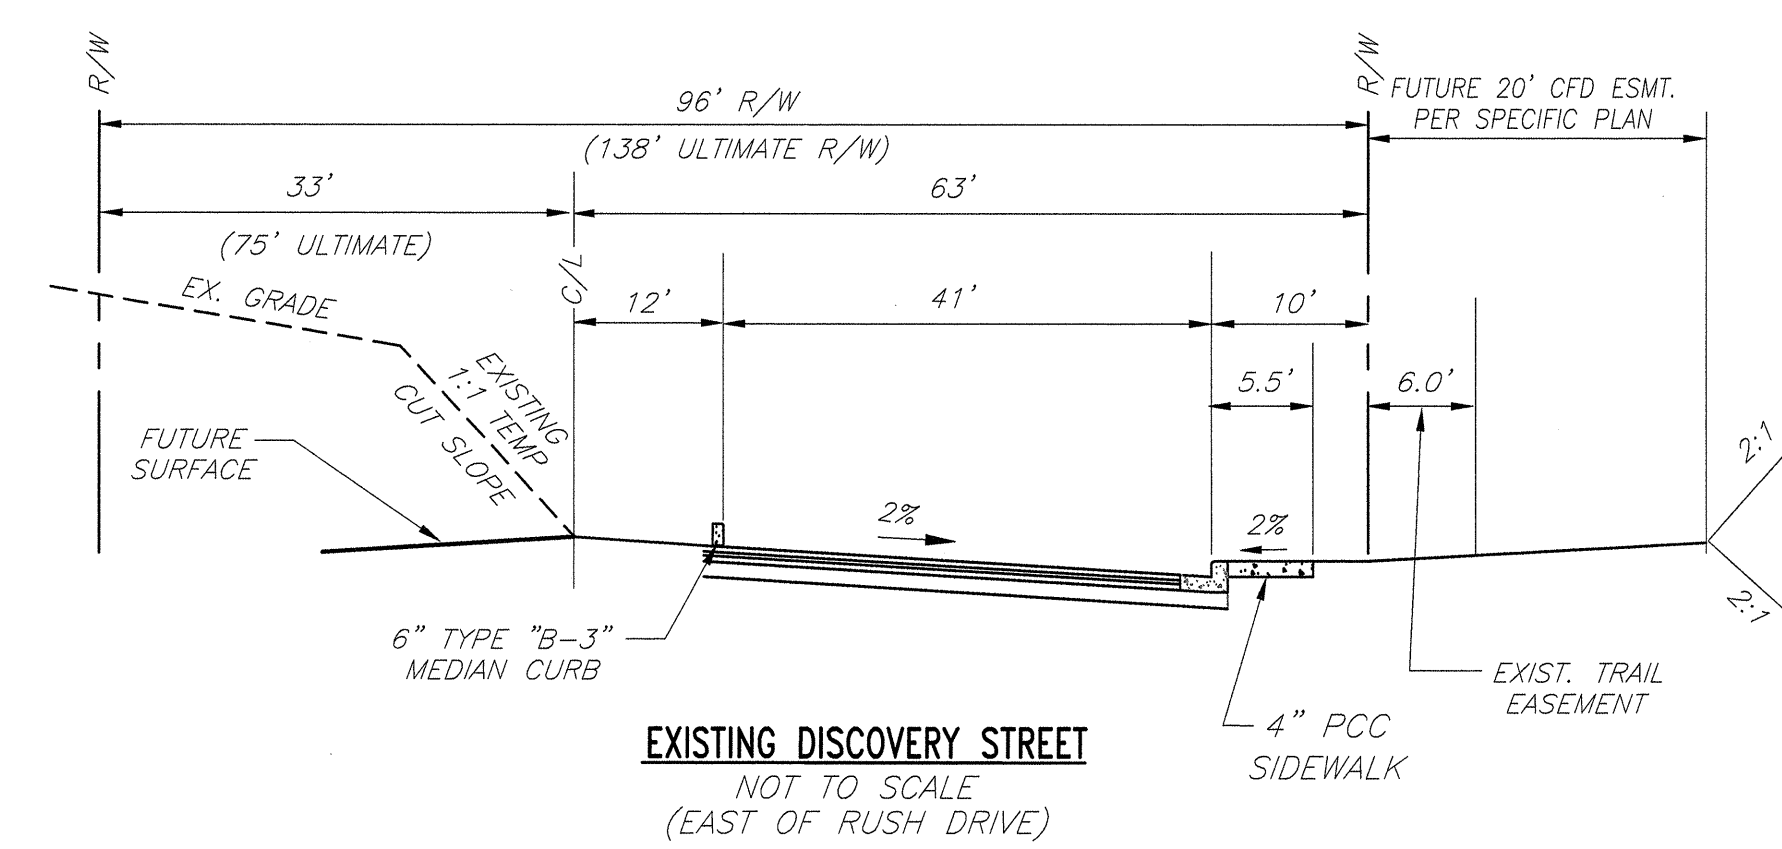 R/W
R/W
96' R/W
(138' ULTIMATE R/W)
FUTURE 20' CFD ESMT.
PER SPECIFIC PLAN
33'
63'
(75' ULTIMATE)
C/L
EX. GRADE
12'
41'
10'
EXISTING
1:1 TEMP
CUT SLOPE
5.5'
6.0'
FUTURE
SURFACE
2:1
2%
2%
2:1
6" TYPE "B-3"
MEDIAN CURB
EXIST. TRAIL
EASEMENT
4" PCC
SIDEWALK
EXISTING DISCOVERY STREET
NOT TO SCALE
(EAST OF RUSH DRIVE)